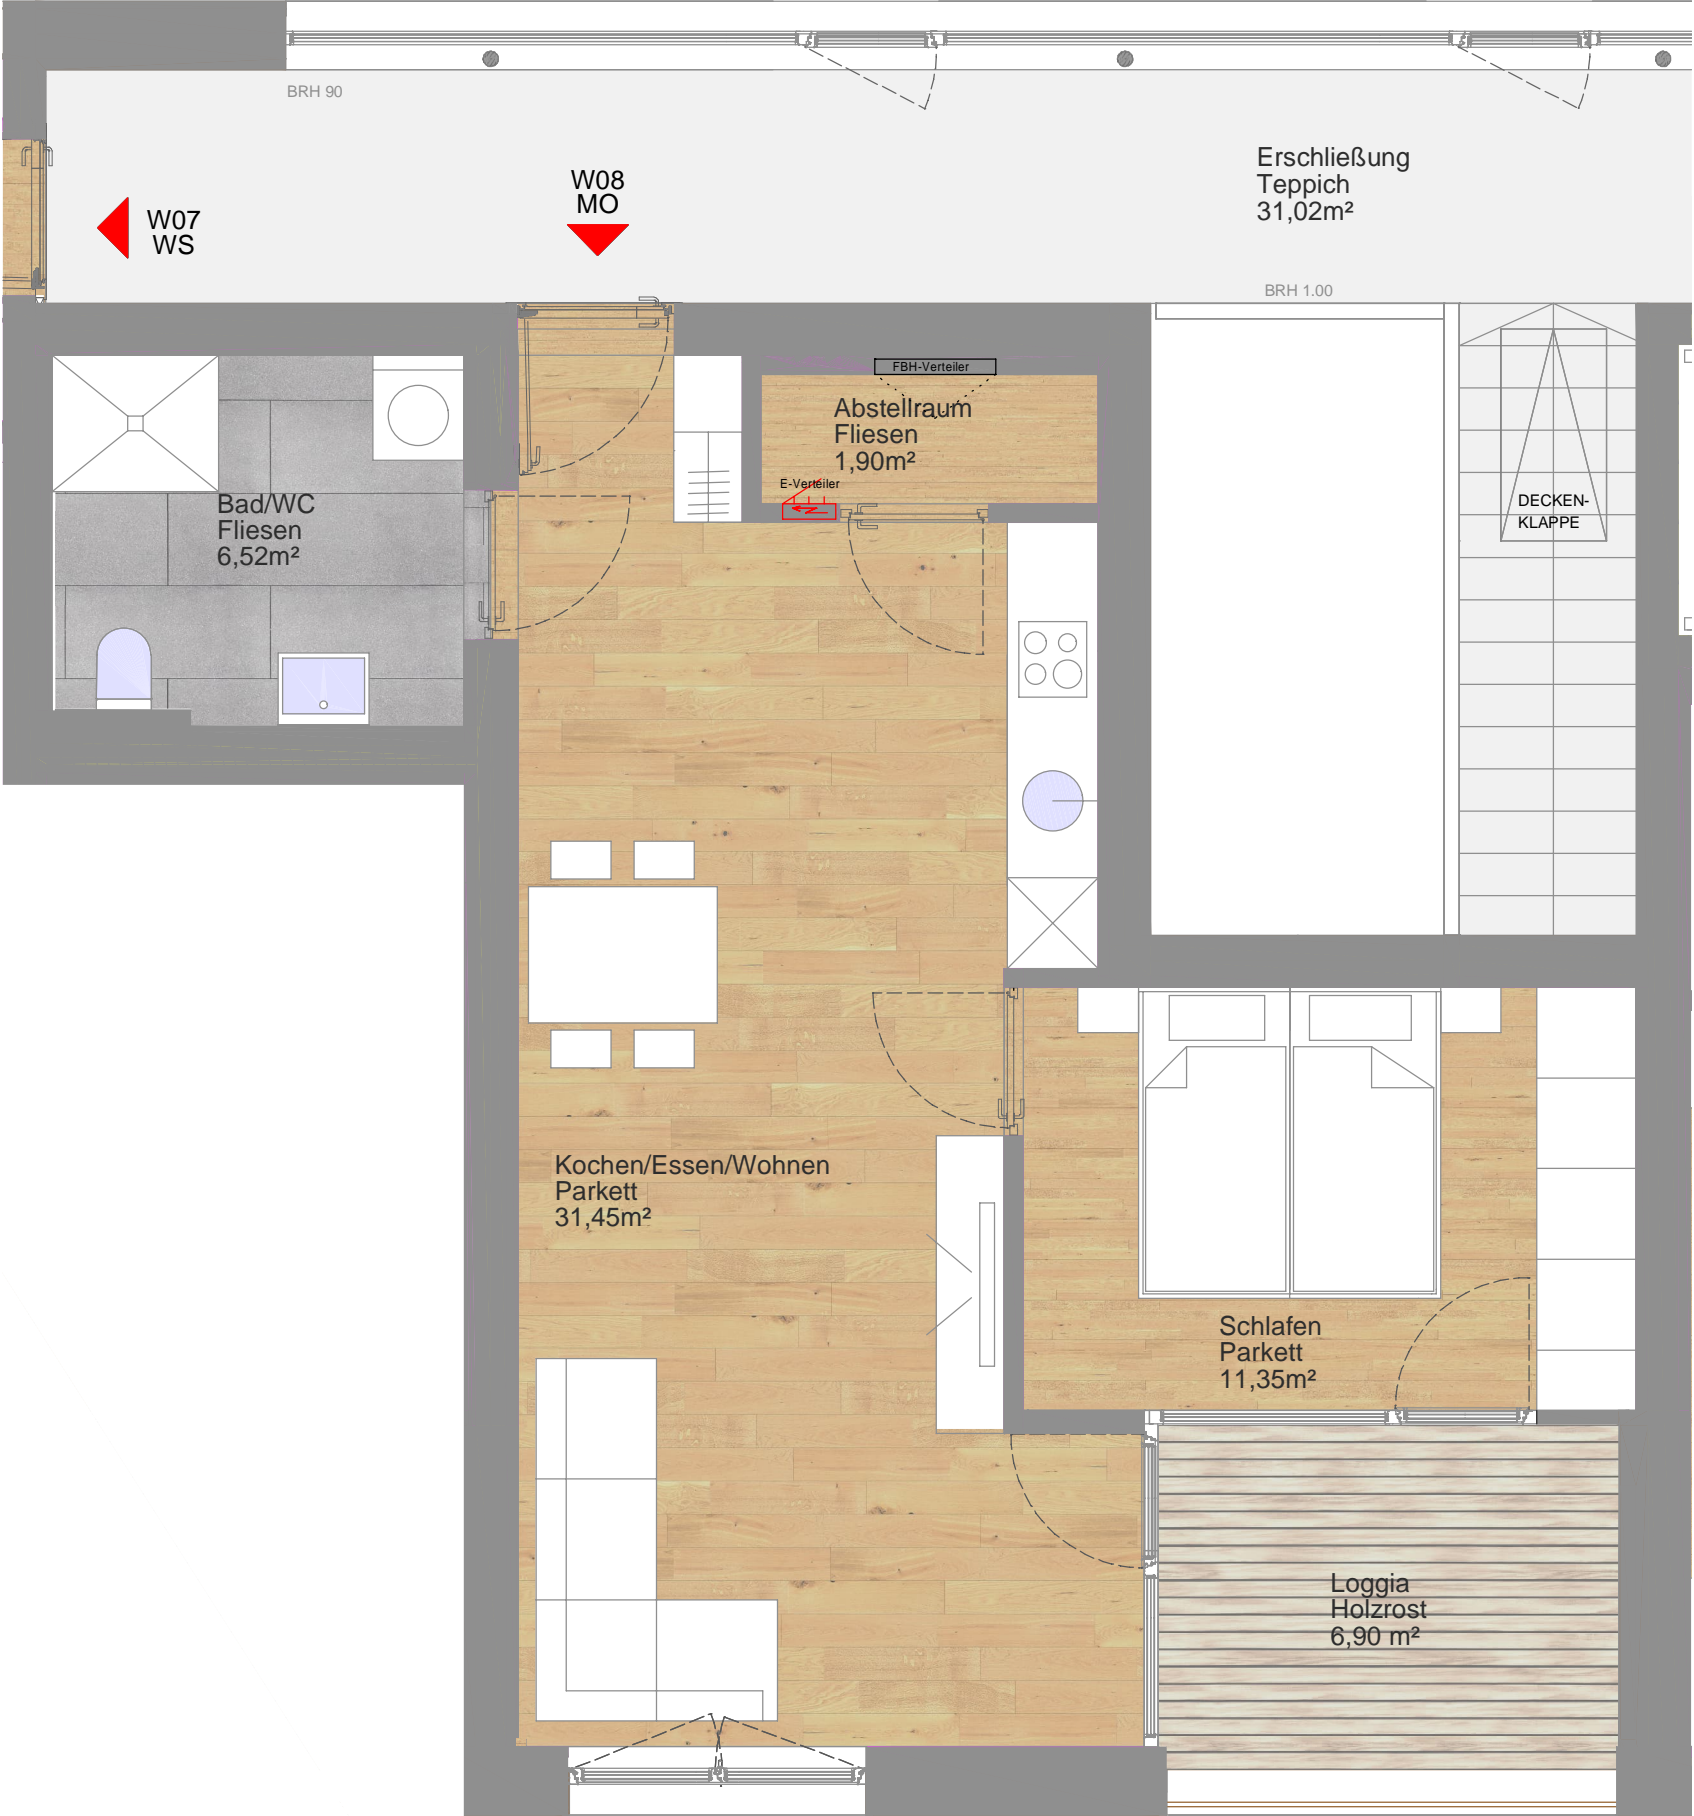 BRH 90
Erschließung
Teppich
31,02m²
W08
MO
W07
WS
BRH 1.00
FBH-Verteiler
Abstellraum
Fliesen
1,90m²
E-Verteiler
Bad/WC
Fliesen
6,52m²
DECKEN-
KLAPPE
Kochen/Essen/Wohnen
Parkett
31,45m²
Schlafen
Parkett
11,35m²
Loggia
Holzrost
6,90 m²